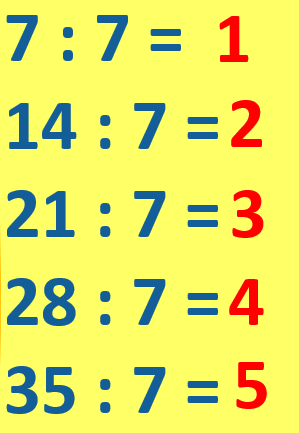 7 : 7 = 1
14 : 7 = 2
21 : 7 = 3
28 : 7 = 4
35 : 7 = 5